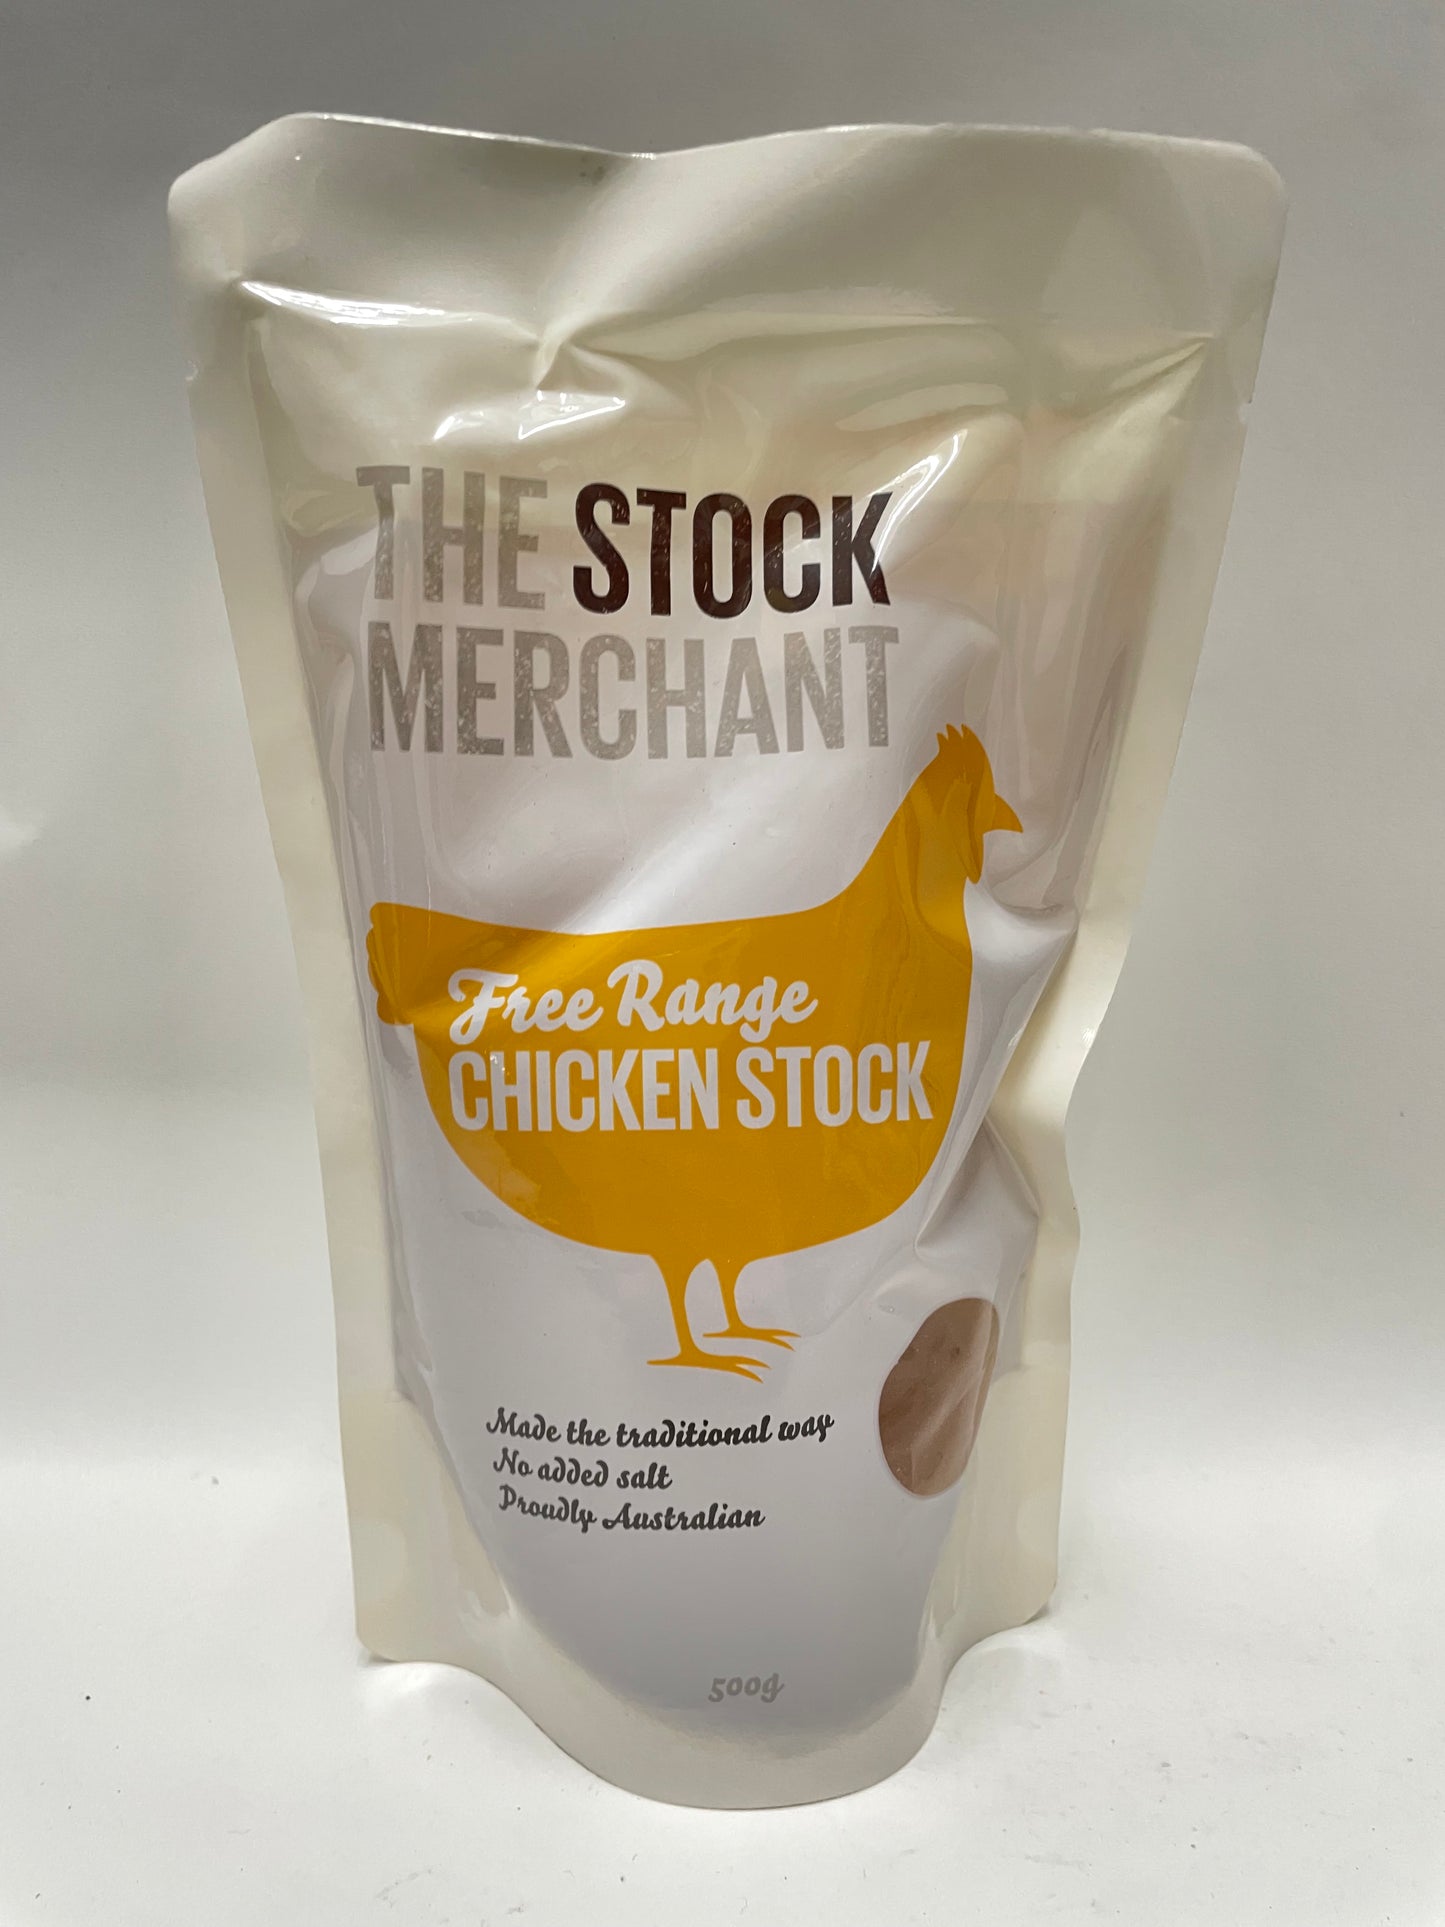 THE STOCK
MERCHANT
Free Range
CHICKEN STOCK
Made the traditional way
No added salt
Proudly Australian
500g